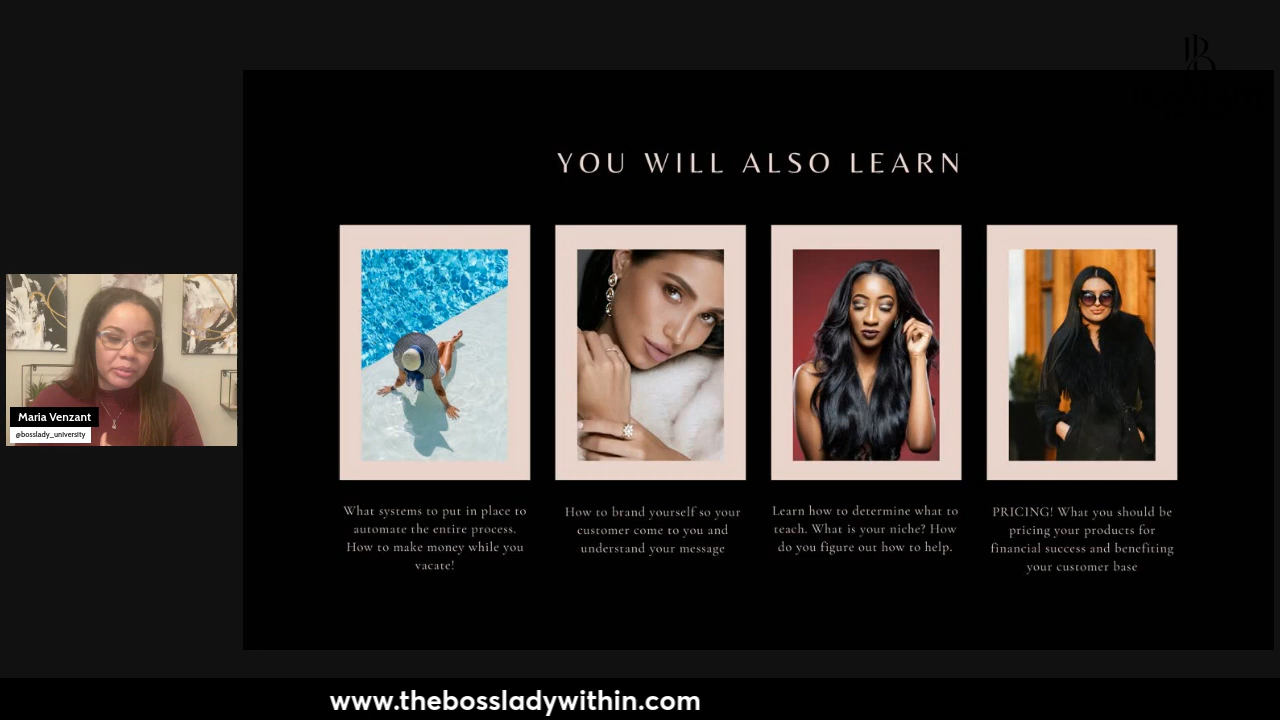 YOU WILL ALSO LEARN
What systems to put in place to
automate the entire process.
How to make money while you
vacate!
How to brand yourself so your
customer come to you and
understand your message
Learn how to determine what to
teach. What is your niche? How
do you figure out how to help.
PRICING! What you should be
pricing your products for
financial success and benefiting
your customer base
Maria Venzant
@bosslady_university
www.thebossladywithin.com